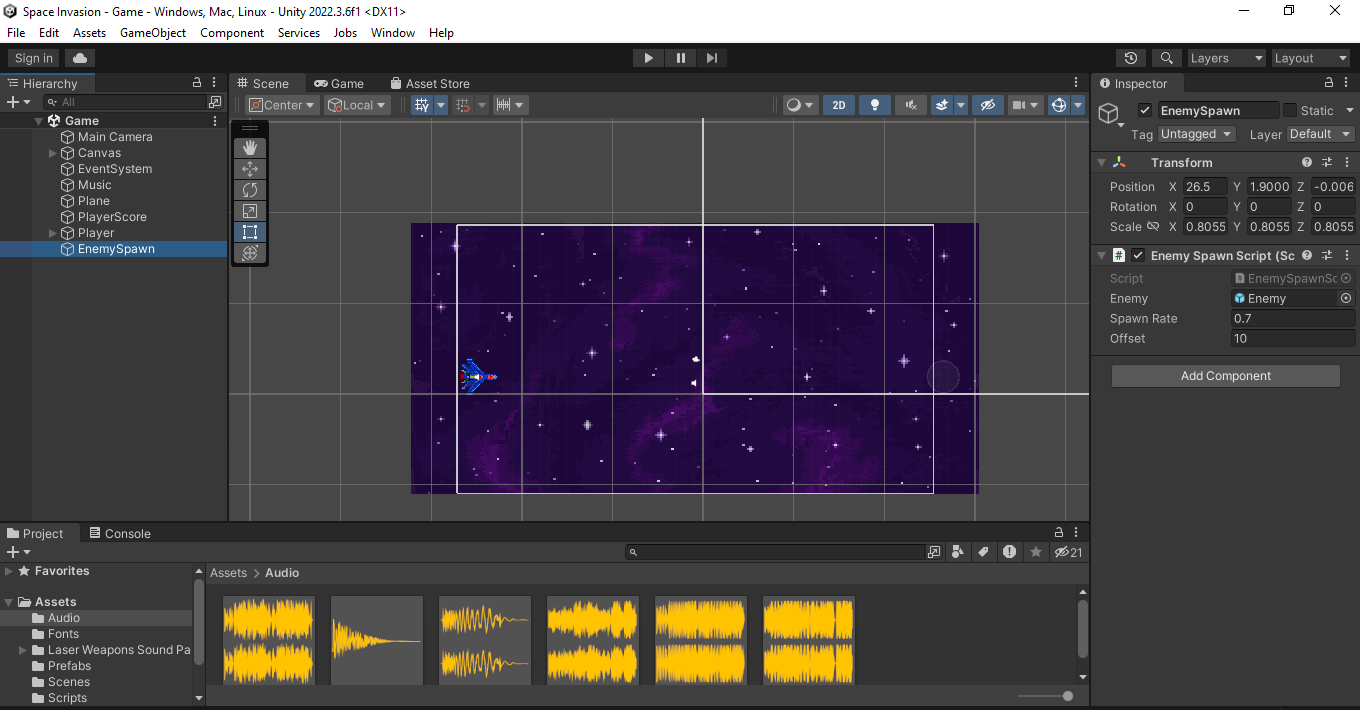 Space Invasion - Game - Windows, Mac, Linux - Unity 2022.3.6f1 <DX11>
File Edit Assets GameObject Component Services Jobs Window Help
Sign in Layers Layout
Hierarchy Scene Game Asset Store Inspector
All Center Local 2D
EnemySpawn Static
Tag Untagged Layer Default
Game
Main Camera
Canvas
EventSystem
Music
Plane
PlayerScore
Player
EnemySpawn
Transform
Position X 26.5 Y 1.9000 Z -0.006
Rotation X 0 Y 0 Z 0
Scale X 0.8055 Y 0.8055 Z 0.8055
# Enemy Spawn Script (Sc
Script # EnemySpawnSc
Enemy Enemy
Spawn Rate 0.7
Offset 10
Add Component
Project Console
21
Favorites
Assets
Audio
Fonts
Laser Weapons Sound Pa
Prefabs
Scenes
Scripts
Assets > Audio